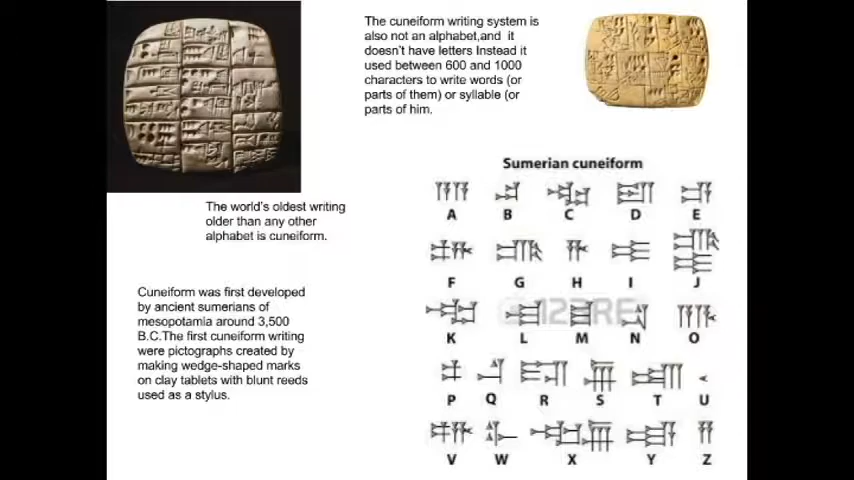 The cuneiform writing system is
also not an alphabet,and it
doesn't have letters Instead it
used between 600 and 1000
characters to write words (or
parts of them) or syllable (or
parts of him.
The world's oldest writing
older than any other
alphabet is cuneiform.
Cuneiform was first developed
by ancient sumerians of
mesopotamia around 3,500
B.C.The first cuneiform writing
were pictographs created by
making wedge-shaped marks
on clay tablets with blunt reeds
used as a stylus.
Sumerian cuneiform
A B C D E
F G H I J
K L M N O
P Q R S T U
V W X Y Z